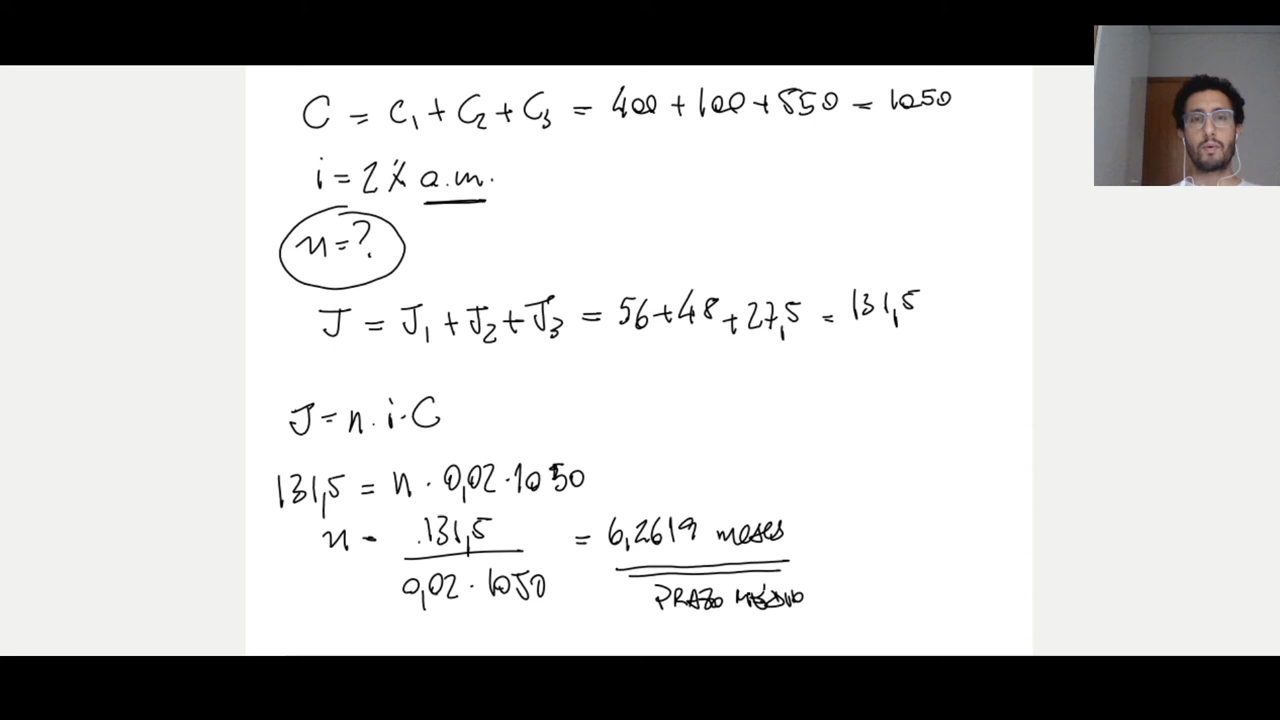 C = C₁ + C₂ + C₃ = 400 + 100 + 550 = 1050
i = 2% a.m.
n = ?
J = J₁ + J₂ + J₃ = 56 + 48 + 27,5 = 131,5
J = n · i · C
131,5 = n · 0,02 · 1050
n = 131,5 / 0,02 · 1050 = 6,2619 meses
PRAZO MÉDIO